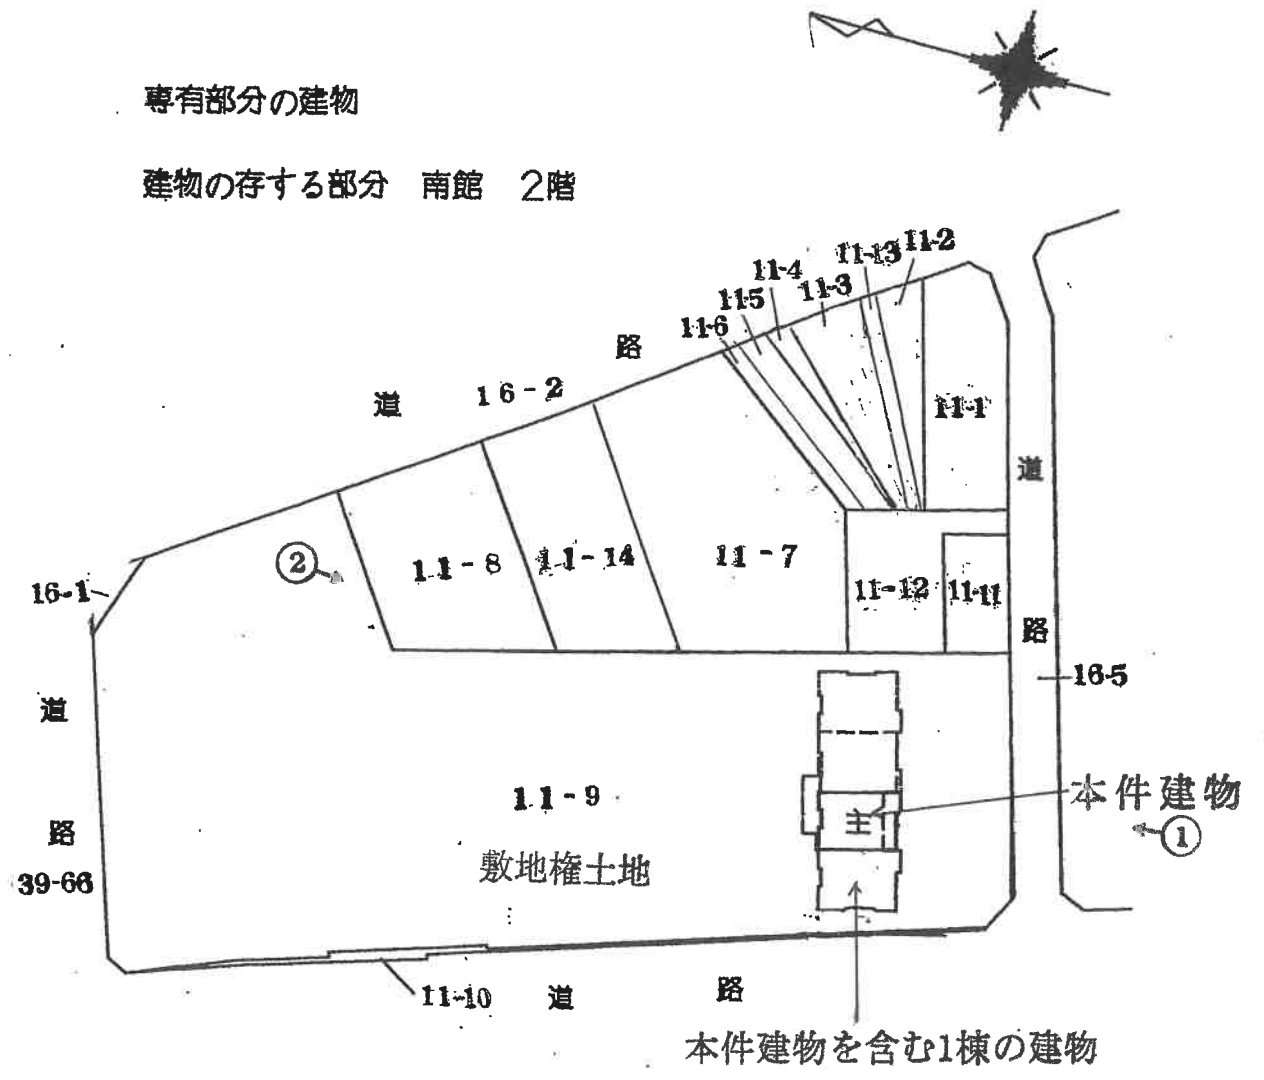 専有部分の建物
建物の存する部分 南館 2階
11-2
11-13
11-4
11-3
11-5
11-6
路
道
16-2
11-1
道
②
11-8
11-14
11-7
11-12
11-11
16-1
路
16-5
道
11-9
本件建物
主
①
路
敷地権土地
39-66
11-10
道
路
本件建物を含む1棟の建物